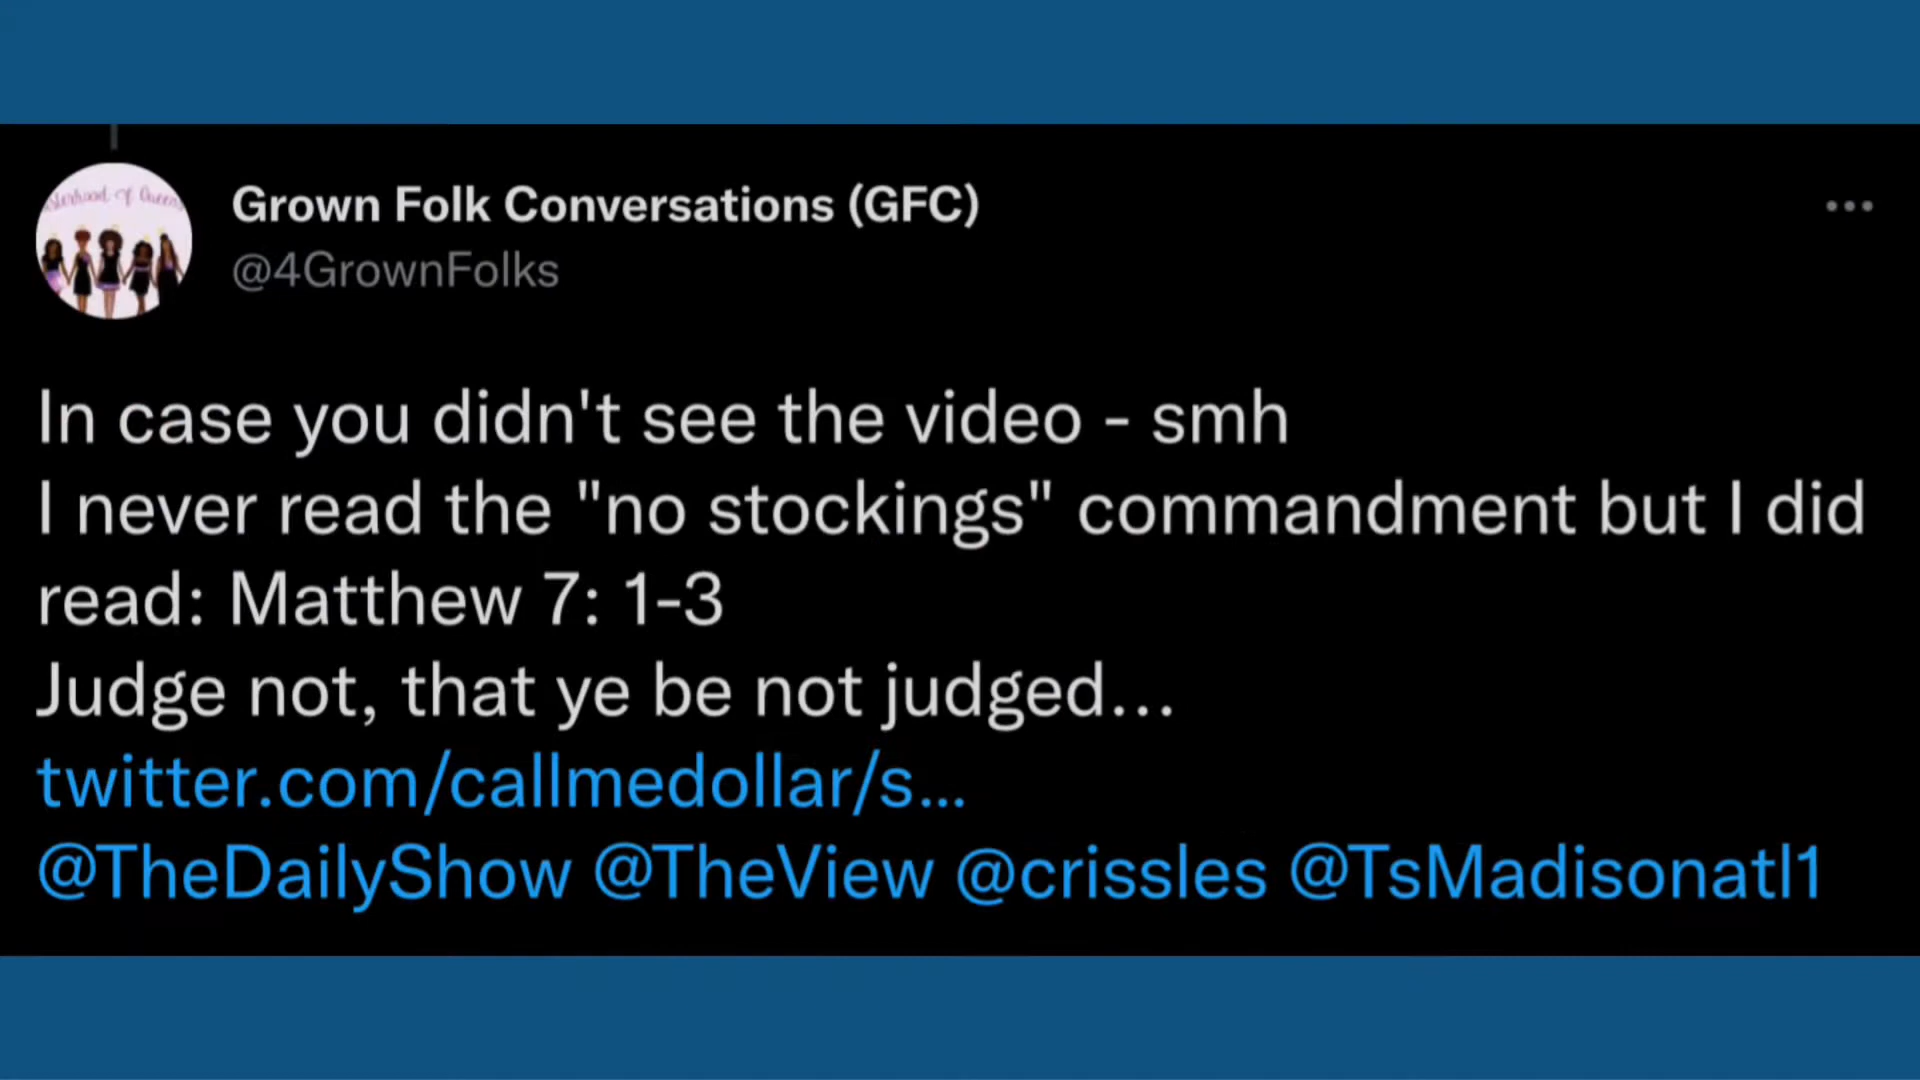 Grown Folk Conversations (GFC)
@4GrownFolks
In case you didn't see the video - smh
I never read the "no stockings" commandment but I did
read: Matthew 7: 1-3
Judge not, that ye be not judged...
twitter.com/callmedollar/s...
@TheDailyShow @TheView @crissles @TsMadisonatl1